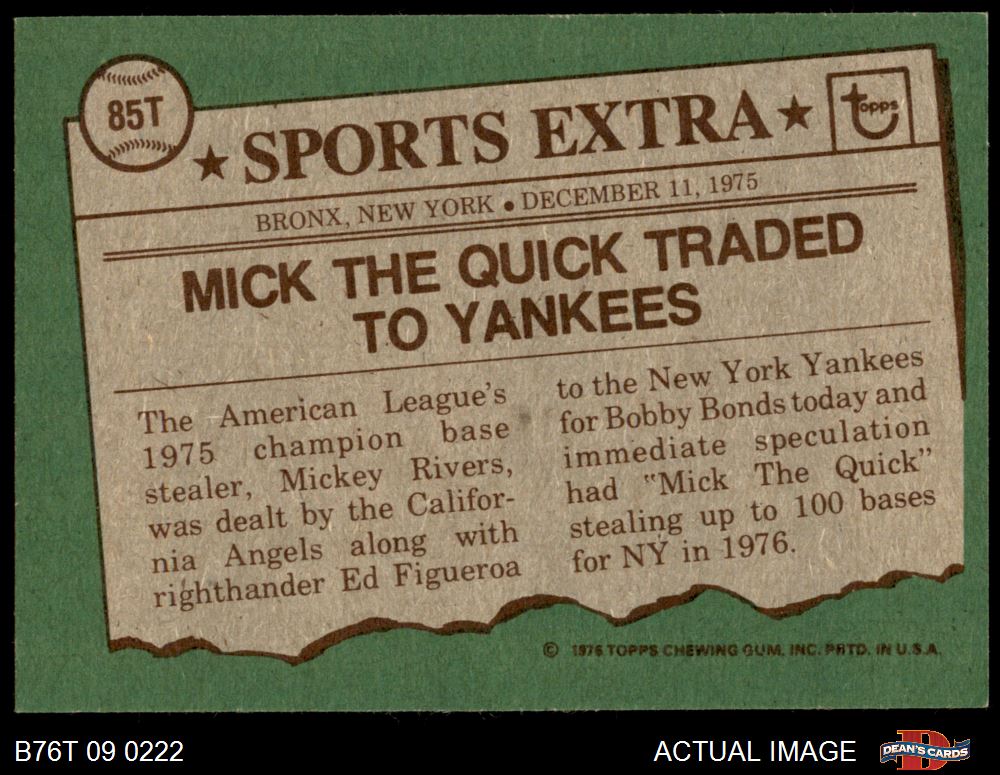 85T
★ SPORTS EXTRA ★
topps
BRONX, NEW YORK • DECEMBER 11, 1975
MICK THE QUICK TRADED
TO YANKEES
The American League's
1975 champion base
stealer, Mickey Rivers,
was dealt by the Califor-
nia Angels along with
righthander Ed Figueroa
to the New York Yankees
for Bobby Bonds today and
immediate speculation
had "Mick The Quick"
stealing up to 100 bases
for NY in 1976.
© 1976 TOPPS CHEWING GUM, INC. PRTD. IN U.S.A.
B76T 09 0222
ACTUAL IMAGE
D
DEAN'S CARDS